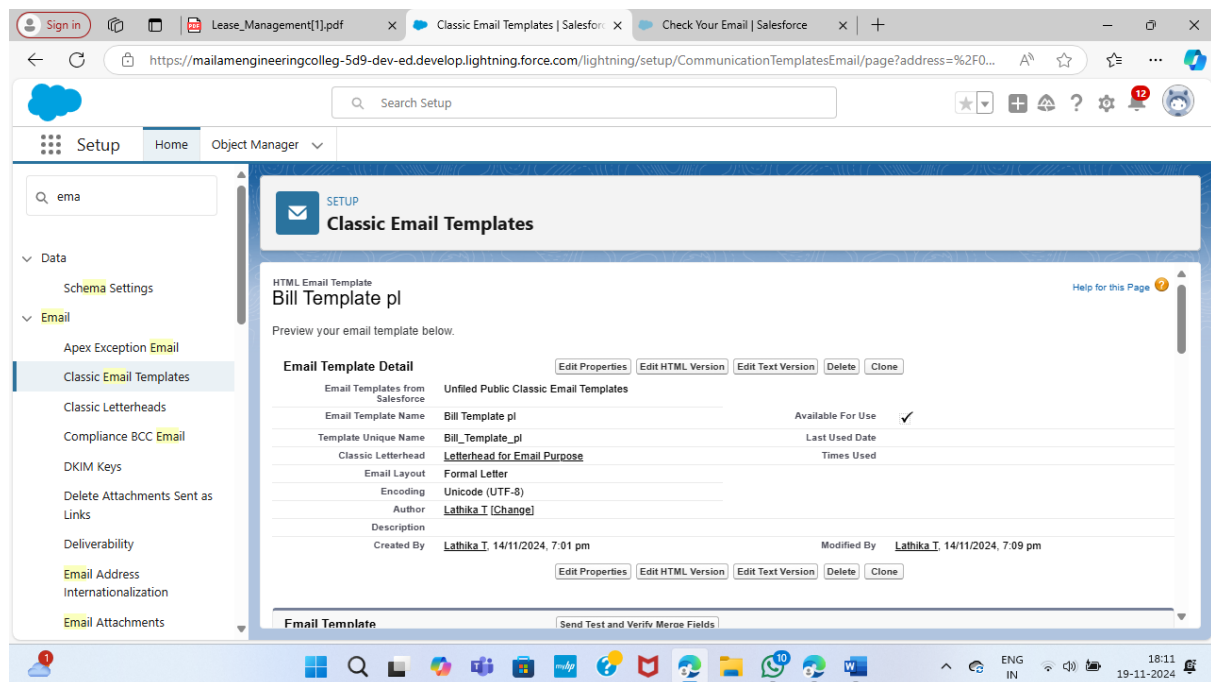 Sign in
Lease_Management[1].pdf
Classic Email Templates | Salesforc
Check Your Email | Salesforce
https://mailamengineeringcolleg-5d9-dev-ed.develop.lightning.force.com/lightning/setup/CommunicationTemplatesEmail/page?address=%2F0...
Search Setup
12
Setup
Home
Object Manager
ema
Data
Schema Settings
Email
Apex Exception Email
Classic Email Templates
Classic Letterheads
Compliance BCC Email
DKIM Keys
Delete Attachments Sent as
Links
Deliverability
Email Address
Internationalization
Email Attachments
SETUP
Classic Email Templates
HTML Email Template
Bill Template pl
Help for this Page
Preview your email template below.
Email Template Detail
Edit Properties Edit HTML Version Edit Text Version Delete Clone
Email Templates from Salesforce Unfiled Public Classic Email Templates
Email Template Name Bill Template pl Available For Use
Template Unique Name Bill_Template_pl Last Used Date
Classic Letterhead Letterhead for Email Purpose Times Used
Email Layout Formal Letter
Encoding Unicode (UTF-8)
Author Lathika T [Change]
Description
Created By Lathika T, 14/11/2024, 7:01 pm Modified By Lathika T, 14/11/2024, 7:09 pm
Edit Properties Edit HTML Version Edit Text Version Delete Clone
Email Template
Send Test and Verify Merge Fields
1
myhp
10
ENG
IN
18:11
19-11-2024